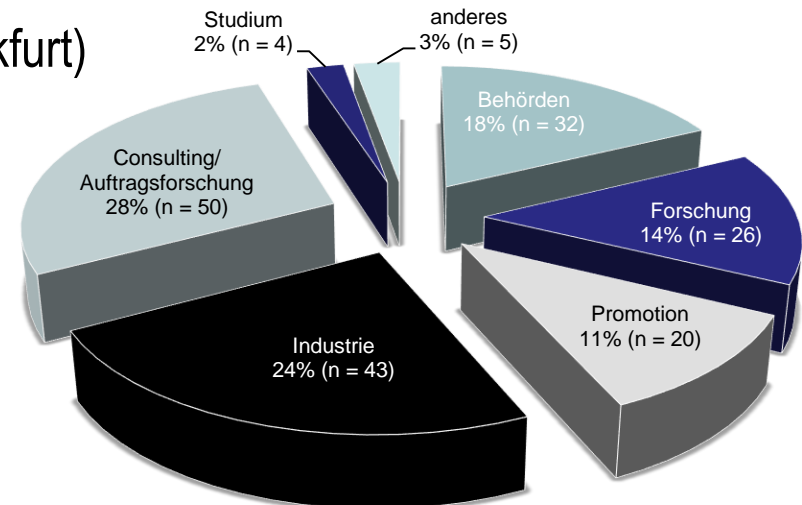 kfurt)
Studium
2% (n = 4)
anderes
3% (n = 5)
Behörden
18% (n = 32)
Consulting/
Auftragsforschung
28% (n = 50)
Forschung
14% (n = 26)
Promotion
11% (n = 20)
Industrie
24% (n = 43)